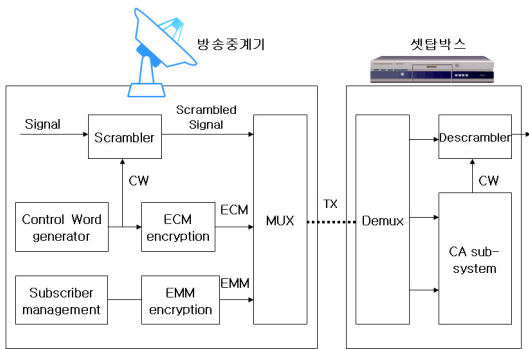 방송중계기
셋탑박스
Signal
Scrambler
Scrambled
Signal
CW
Control Word
generator
ECM
encryption
ECM
MUX
Subscriber
management
EMM
encryption
EMM
TX
Demux
Descrambler
CW
CA sub-
system